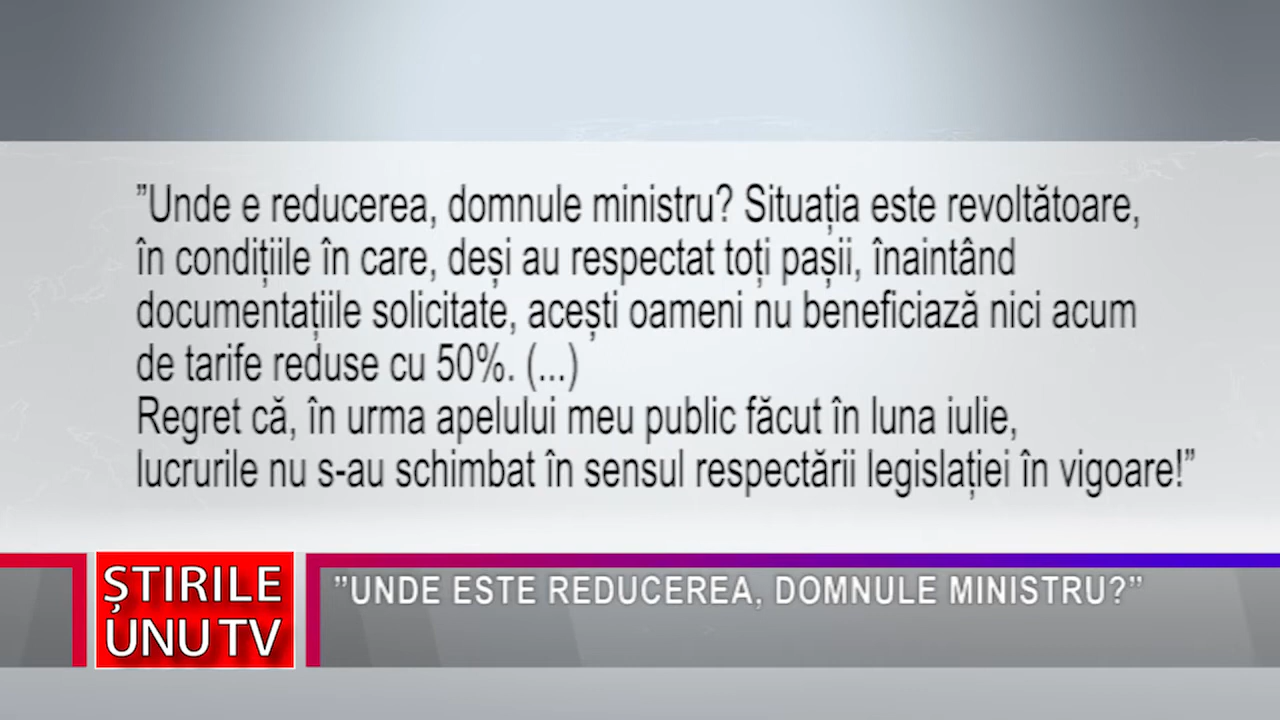 ”Unde e reducerea, domnule ministru? Situația este revoltătoare,
în condițiile în care, deși au respectat toți pașii, înaintând
documentațiile solicitate, acești oameni nu beneficiază nici acum
de tarife reduse cu 50%. (...)
Regret că, în urma apelului meu public făcut în luna iulie,
lucrurile nu s-au schimbat în sensul respectării legislației în vigoare!”
ȘTIRILE
UNU TV
”UNDE ESTE REDUCEREA, DOMNULE MINISTRU?”